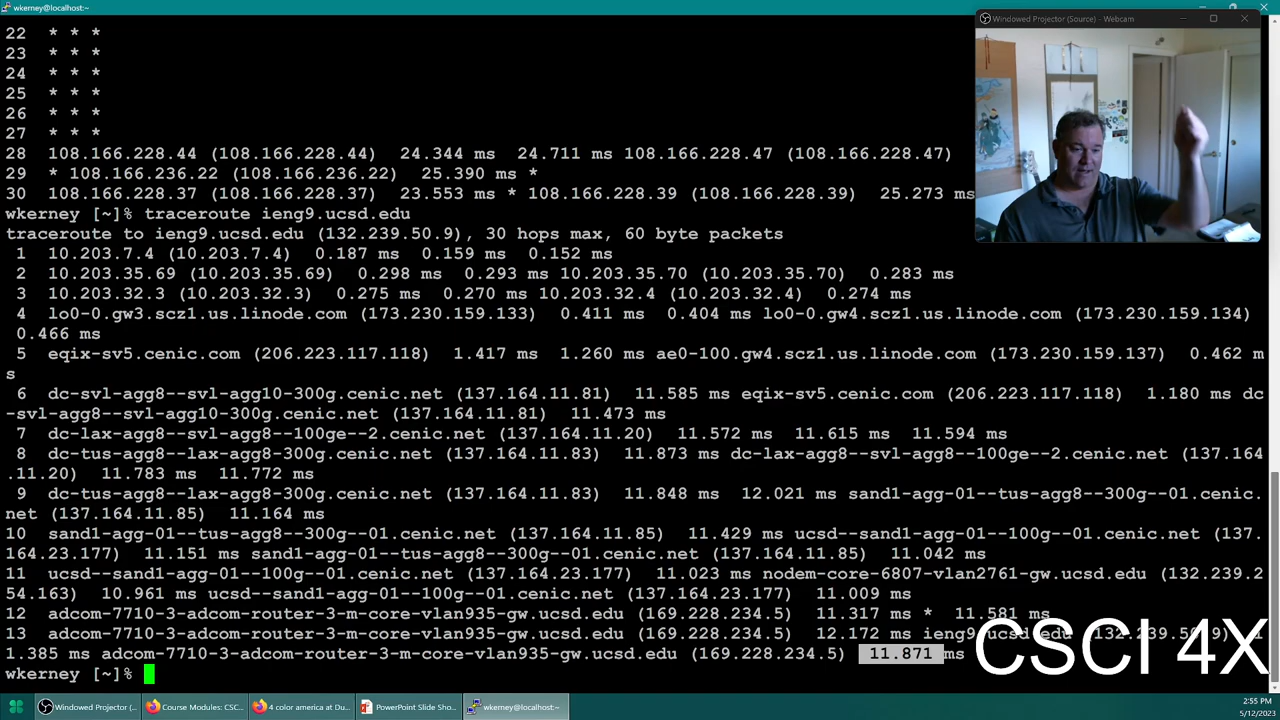 wkerney@localhost:~
Windowed Projector (Source) - Webcam
22  * * *
23  * * *
24  * * *
25  * * *
26  * * *
27  * * *
28  108.166.228.44 (108.166.228.44)  24.344 ms  24.711 ms 108.166.228.47 (108.166.228.47)
29  * 108.166.236.22 (108.166.236.22)  25.390 ms *
30  108.166.228.37 (108.166.228.37)  23.553 ms * 108.166.228.39 (108.166.228.39)  25.273 ms
wkerney [~]% traceroute ieng9.ucsd.edu
traceroute to ieng9.ucsd.edu (132.239.50.9), 30 hops max, 60 byte packets
1  10.203.7.4 (10.203.7.4)  0.187 ms  0.159 ms  0.152 ms
2  10.203.35.69 (10.203.35.69)  0.298 ms  0.293 ms 10.203.35.70 (10.203.35.70)  0.283 ms
3  10.203.32.3 (10.203.32.3)  0.275 ms  0.270 ms 10.203.32.4 (10.203.32.4)  0.274 ms
4  lo0-0.gw3.scz1.us.linode.com (173.230.159.133)  0.411 ms  0.404 ms lo0-0.gw4.scz1.us.linode.com (173.230.159.134)
0.466 ms
5  eqix-sv5.cenic.com (206.223.117.118)  1.417 ms  1.260 ms ae0-100.gw4.scz1.us.linode.com (173.230.159.137)  0.462 m
s
6  dc-svl-agg8--svl-agg10-300g.cenic.net (137.164.11.81)  11.585 ms eqix-sv5.cenic.com (206.223.117.118)  1.180 ms dc
-svl-agg8--svl-agg10-300g.cenic.net (137.164.11.81)  11.473 ms
7  dc-lax-agg8--svl-agg8--100ge--2.cenic.net (137.164.11.20)  11.572 ms  11.615 ms  11.594 ms
8  dc-tus-agg8--lax-agg8-300g.cenic.net (137.164.11.83)  11.873 ms dc-lax-agg8--svl-agg8--100ge--2.cenic.net (137.164
.11.20)  11.783 ms  11.772 ms
9  dc-tus-agg8--lax-agg8-300g.cenic.net (137.164.11.83)  11.848 ms  12.021 ms sand1-agg-01--tus-agg8--300g--01.cenic.
net (137.164.11.85)  11.164 ms
10  sand1-agg-01--tus-agg8--300g--01.cenic.net (137.164.11.85)  11.429 ms ucsd--sand1-agg-01--100g--01.cenic.net (137.
164.23.177)  11.151 ms sand1-agg-01--tus-agg8--300g--01.cenic.net (137.164.11.85)  11.042 ms
11  ucsd--sand1-agg-01--100g--01.cenic.net (137.164.23.177)  11.023 ms nodem-core-6807-vlan2761-gw.ucsd.edu (132.239.2
54.163)  10.961 ms ucsd--sand1-agg-01--100g--01.cenic.net (137.164.23.177)  11.009 ms
12  adcom-7710-3-adcom-router-3-m-core-vlan935-gw.ucsd.edu (169.228.234.5)  11.317 ms *  11.581 ms
13  adcom-7710-3-adcom-router-3-m-core-vlan935-gw.ucsd.edu (169.228.234.5)  12.172 ms ieng9.ucsd.edu (132.239.50.9)
1.385 ms adcom-7710-3-adcom-router-3-m-core-vlan935-gw.ucsd.edu (169.228.234.5)  11.871 ms
wkerney [~]%
CSCI 4X
Windowed Projector (...
Course Modules: CSC...
4 color america at Du...
PowerPoint Slide Sho...
wkerney@localhost:~
2:55 PM
5/12/2023